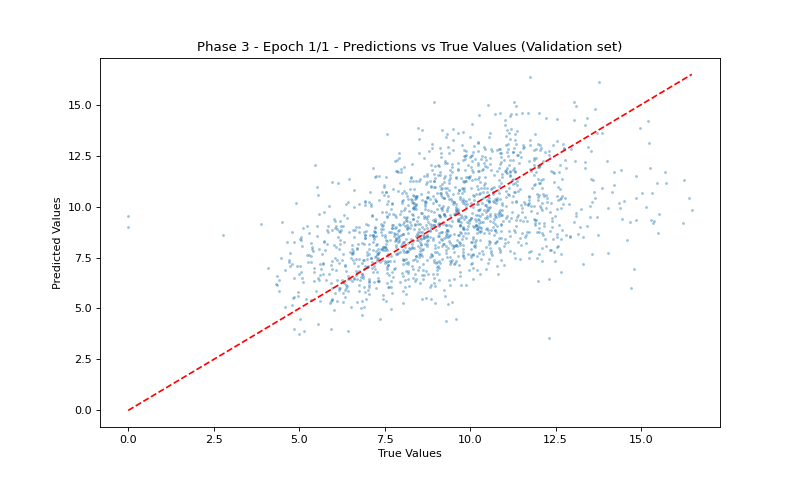 Phase 3 - Epoch 1/1 - Predictions vs True Values (Validation set)
Predicted Values
15.0
12.5
10.0
7.5
5.0
2.5
0.0
0.0 2.5 5.0 7.5 10.0 12.5 15.0
True Values